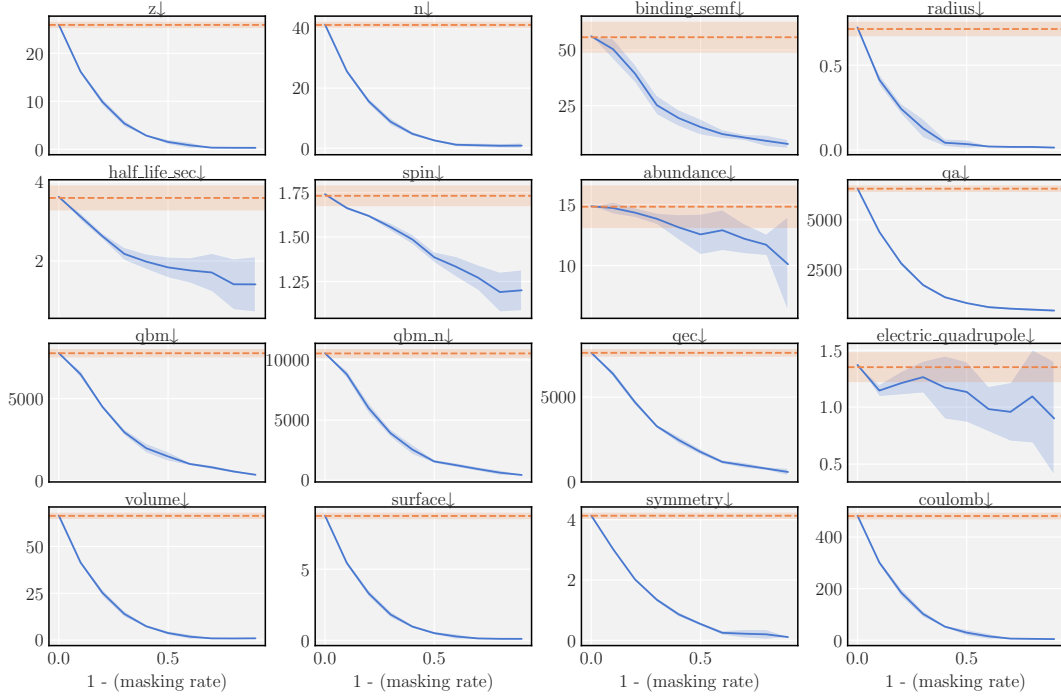 z↓
n↓
binding_semf↓
radius↓
20
10
0
40
20
0
50
25
0.5
0.0
half_life_sec↓
spin↓
abundance↓
qa↓
4
2
1.75
1.50
1.25
15
10
5000
2500
qbm↓
qbm_n↓
qec↓
electric_quadrupole↓
5000
0
10000
5000
0
5000
0
1.5
1.0
0.5
volume↓
surface↓
symmetry↓
coulomb↓
50
25
0
5
0
4
2
0
400
200
0
0.0 0.5
0.0 0.5
0.0 0.5
0.0 0.5
1 - (masking rate)
1 - (masking rate)
1 - (masking rate)
1 - (masking rate)